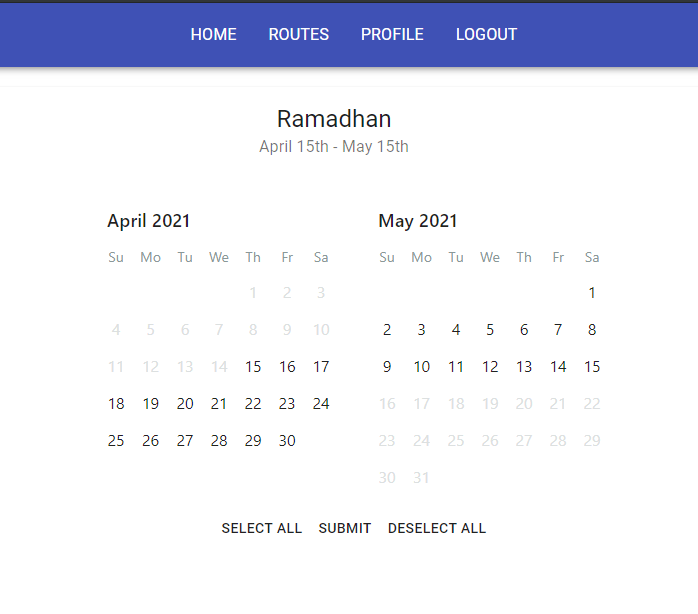 HOME ROUTES PROFILE LOGOUT
Ramadhan
April 15th - May 15th
April 2021
Su Mo Tu We Th Fr Sa
1 2 3
4 5 6 7 8 9 10
11 12 13 14 15 16 17
18 19 20 21 22 23 24
25 26 27 28 29 30
May 2021
Su Mo Tu We Th Fr Sa
1
2 3 4 5 6 7 8
9 10 11 12 13 14 15
16 17 18 19 20 21 22
23 24 25 26 27 28 29
30 31
SELECT ALL SUBMIT DESELECT ALL